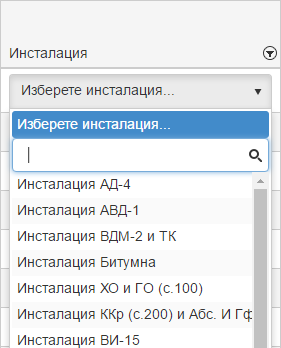 Инсталация
Изберете инсталация...
Изберете инсталация...
Инсталация АД-4
Инсталация АВД-1
Инсталация ВДМ-2 и ТК
Инсталация Битумна
Инсталация ХО и ГО (с.100)
Инсталация ККр (с.200) и Абс. И Гф
Инсталация ВИ-15